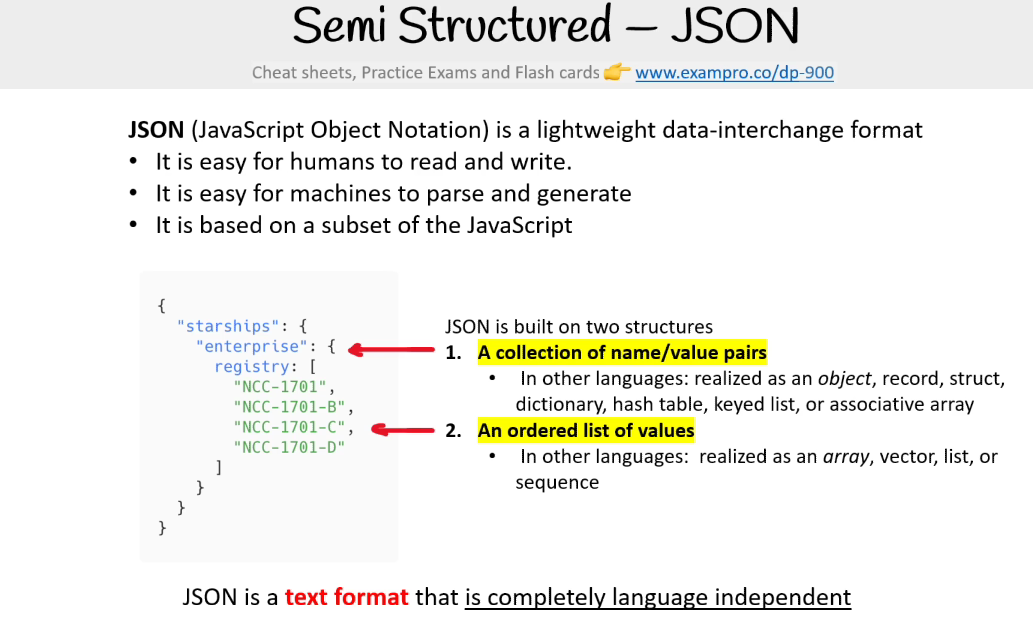 Semi Structured – JSON
Cheat sheets, Practice Exams and Flash cards 👉 www.exampro.co/dp-900
JSON (JavaScript Object Notation) is a lightweight data-interchange format
• It is easy for humans to read and write.
• It is easy for machines to parse and generate
• It is based on a subset of the JavaScript
{
"starships": {
"enterprise": {
registry: [
"NCC-1701",
"NCC-1701-B",
"NCC-1701-C",
"NCC-1701-D"
]
}
}
}
JSON is built on two structures
1. A collection of name/value pairs
• In other languages: realized as an object, record, struct,
dictionary, hash table, keyed list, or associative array
2. An ordered list of values
• In other languages: realized as an array, vector, list, or
sequence
JSON is a text format that is completely language independent